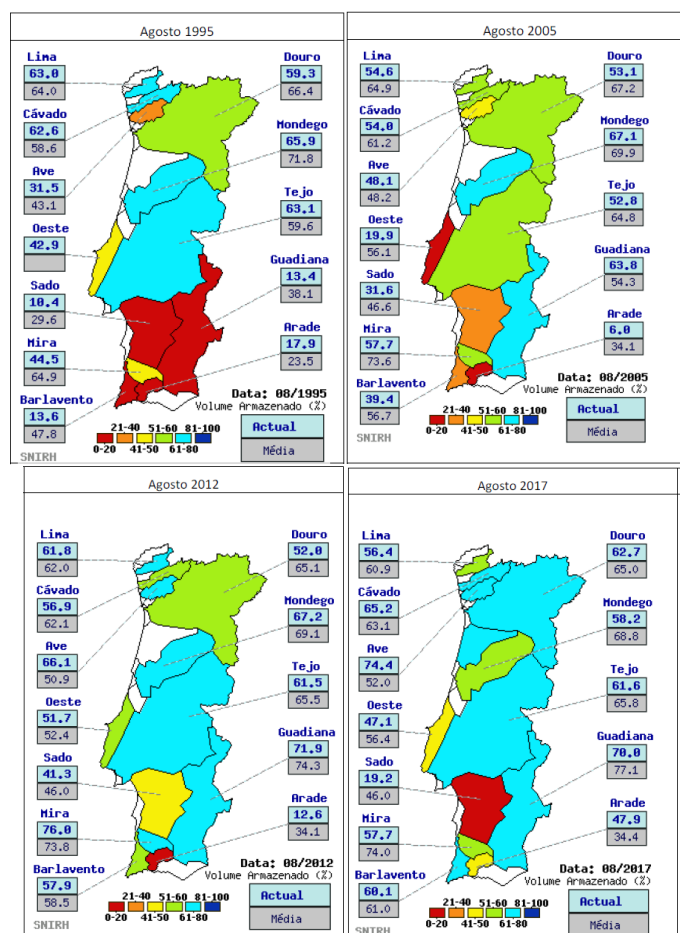 Agosto 1995
Lima
63.0
64.0
Cávado
62.6
58.6
Ave
31.5
43.1
Oeste
42.9
Sado
10.4
29.6
Mira
44.5
64.9
Barlavento
13.6
47.8
Douro
59.3
66.4
Mondego
65.9
71.8
Tejo
63.1
59.6
Guadiana
13.4
38.1
Arade
17.9
23.5
Data: 08/1995
Volume Armazenado (%)
21-40 51-60 81-100
0-20 41-50 61-80
Actual
Média
SNIRH
Agosto 2005
Lima
54.6
64.9
Cávado
54.0
61.2
Ave
48.1
48.2
Oeste
19.9
56.1
Sado
31.6
46.6
Mira
57.7
73.6
Barlavento
39.4
56.7
Douro
53.1
67.2
Mondego
67.1
69.9
Tejo
52.8
64.8
Guadiana
63.8
54.3
Arade
6.0
34.1
Data: 08/2005
Volume Armazenado (%)
21-40 51-60 81-100
0-20 41-50 61-80
Actual
Média
SNIRH
Agosto 2012
Lima
61.8
62.0
Cávado
56.9
62.1
Ave
66.1
50.9
Oeste
51.7
52.4
Sado
41.3
46.0
Mira
76.0
73.8
Barlavento
57.9
58.5
Douro
52.0
65.1
Mondego
67.2
69.1
Tejo
61.5
65.5
Guadiana
71.9
74.3
Arade
12.6
34.1
Data: 08/2012
Volume Armazenado (%)
21-40 51-60 81-100
0-20 41-50 61-80
Actual
Média
SNIRH
Agosto 2017
Lima
56.4
60.9
Cávado
65.2
63.1
Ave
74.4
52.0
Oeste
47.1
56.4
Sado
19.2
46.0
Mira
57.7
74.0
Barlavento
60.1
61.0
Douro
62.7
65.0
Mondego
58.2
68.8
Tejo
61.6
65.8
Guadiana
70.0
77.1
Arade
47.9
34.4
Data: 08/2017
Volume Armazenado (%)
21-40 51-60 81-100
0-20 41-50 61-80
Actual
Média
SNIRH